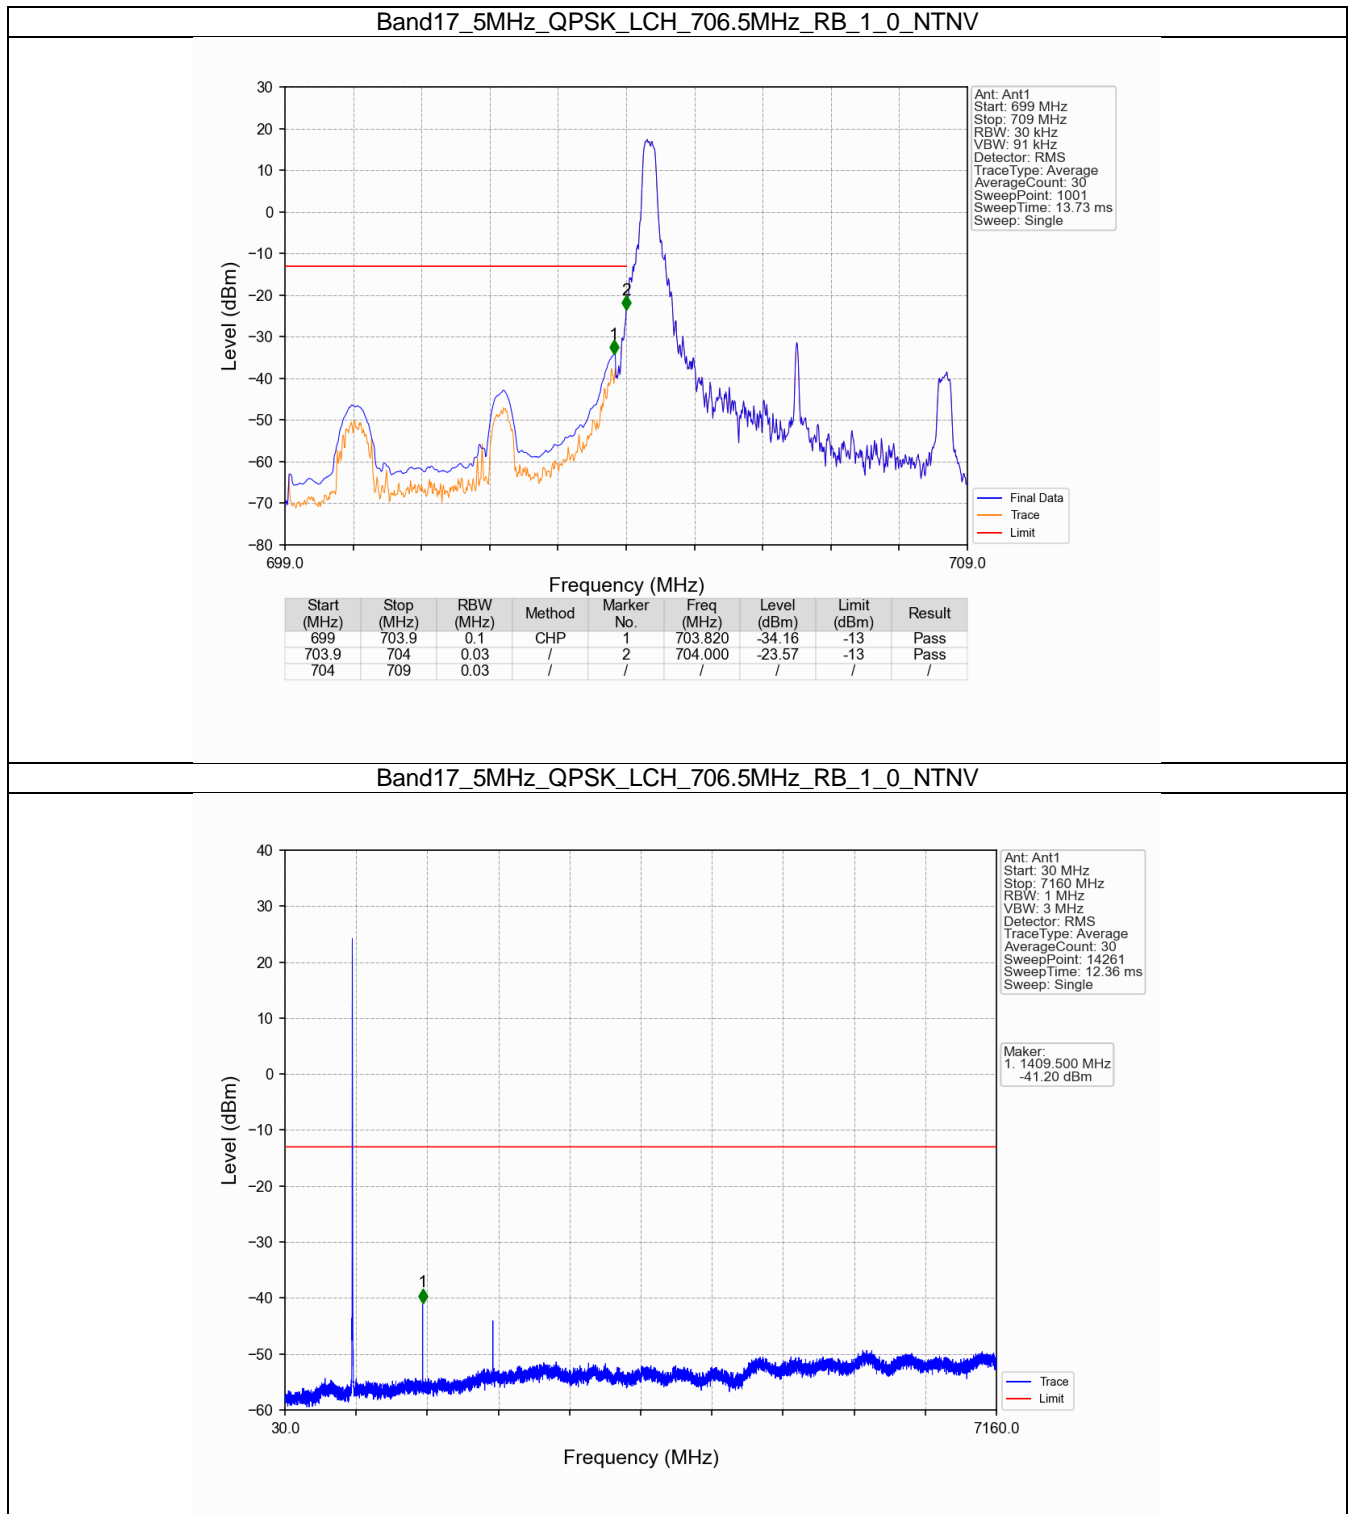 Band17_5MHz_QPSK_LCH_706.5MHz_RB_1_0_NTNV
30
20
10
0
−10
−20
−30
−40
−50
−60
−70
−80
Level (dBm)
1
2
699.0
709.0
Frequency (MHz)
Ant: Ant1
Start: 699 MHz
Stop: 709 MHz
RBW: 30 kHz
VBW: 91 kHz
Detector: RMS
TraceType: Average
AverageCount: 30
SweepPoint: 1001
SweepTime: 13.73 ms
Sweep: Single
Final Data
Trace
Limit
Start (MHz) Stop (MHz) RBW (MHz) Method Marker No. Freq (MHz) Level (dBm) Limit (dBm) Result
699 703.9 0.1 CHP 1 703.820 -34.16 -13 Pass
703.9 704 0.03 / 2 704.000 -23.57 -13 Pass
704 709 0.03 / / / / / /
Band17_5MHz_QPSK_LCH_706.5MHz_RB_1_0_NTNV
40
30
20
10
0
−10
−20
−30
−40
−50
−60
Level (dBm)
1
30.0
7160.0
Frequency (MHz)
Ant: Ant1
Start: 30 MHz
Stop: 7160 MHz
RBW: 1 MHz
VBW: 3 MHz
Detector: RMS
TraceType: Average
AverageCount: 30
SweepPoint: 14261
SweepTime: 12.36 ms
Sweep: Single
Maker:
1. 1409.500 MHz
-41.20 dBm
Trace
Limit